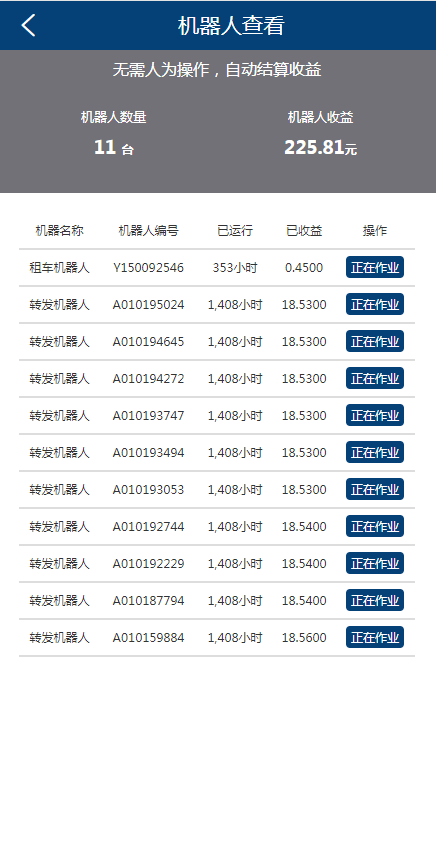 机器人查看
无需人为操作，自动结算收益
机器人数量 机器人收益
11 台 225.81元
机器名称 机器人编号 已运行 已收益 操作
租车机器人 Y150092546 353小时 0.4500 正在作业
转发机器人 A010195024 1,408小时 18.5300 正在作业
转发机器人 A010194645 1,408小时 18.5300 正在作业
转发机器人 A010194272 1,408小时 18.5300 正在作业
转发机器人 A010193747 1,408小时 18.5300 正在作业
转发机器人 A010193494 1,408小时 18.5300 正在作业
转发机器人 A010193053 1,408小时 18.5300 正在作业
转发机器人 A010192744 1,408小时 18.5400 正在作业
转发机器人 A010192229 1,408小时 18.5400 正在作业
转发机器人 A010187794 1,408小时 18.5400 正在作业
转发机器人 A010159884 1,408小时 18.5600 正在作业